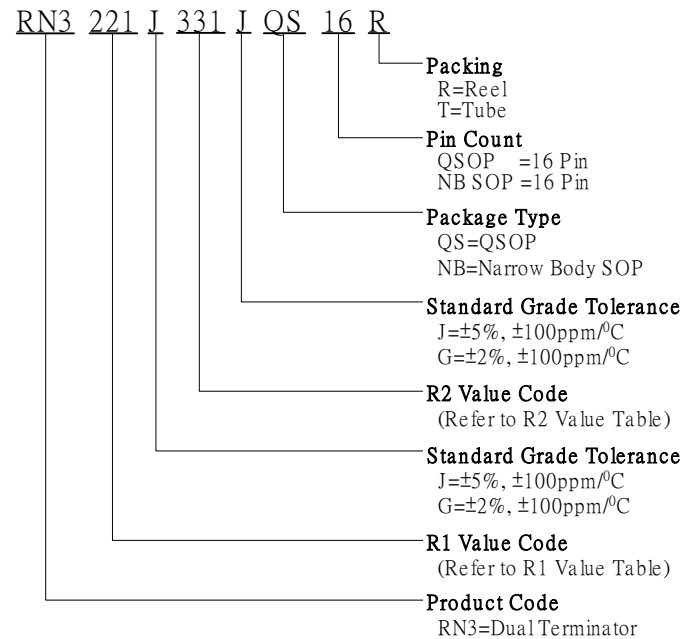 RN3 221 J 331 J QS 16 R
Packing
R=Reel
T=Tube
Pin Count
QSOP =16 Pin
NB SOP =16 Pin
Package Type
QS=QSOP
NB=Narrow Body SOP
Standard Grade Tolerance
J=±5%, ±100ppm/⁰C
G=±2%, ±100ppm/⁰C
R2 Value Code
(Refer to R2 Value Table)
Standard Grade Tolerance
J=±5%, ±100ppm/⁰C
G=±2%, ±100ppm/⁰C
R1 Value Code
(Refer to R1 Value Table)
Product Code
RN3=Dual Terminator